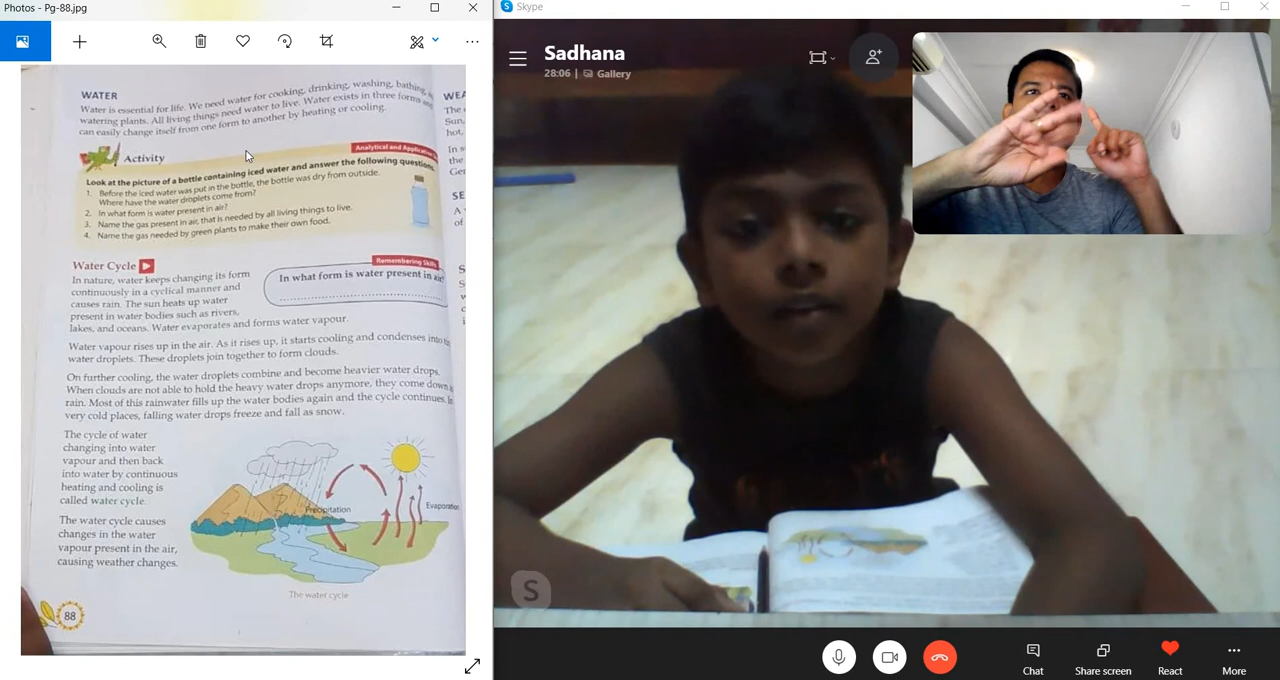 Photos - Pg-88.jpg
WATER
Water is essential for life. We need water for cooking, drinking, washing, bathing,
watering plants. All living things need water to live. Water exists in three forms
can easily change itself from one form to another by heating or cooling.
Activity
Analytical and
Look at the picture of a bottle containing iced water and answer the following questions.
1. Before the iced water was put in the bottle, the bottle was dry from outside.
Where have the water droplets come from?
2. In what form is water present in air?
3. Name the gas present in air, that is needed by all living things to live.
4. Name the gas needed by green plants to make their own food.
Water Cycle
Remembering Skills
In what form is water present in air?
In nature, water keeps changing its form
continuously in a cyclical manner and
causes rain. The sun heats up water
present in water bodies such as rivers,
lakes, and oceans. Water evaporates and forms water vapour.
Water vapour rises up in the air. As it rises up, it starts cooling and condenses into
water droplets. These droplets join together to form clouds.
On further cooling, the water droplets combine and become heavier water drops.
When clouds are not able to hold the heavy water drops anymore, they come down
rain. Most of this rainwater fills up the water bodies again and the cycle continues. In
very cold places, falling water drops freeze and fall as snow.
The cycle of water
changing into water
vapour and then back
into water by continuous
heating and cooling is
called water cycle.
The water cycle causes
changes in the water
vapour present in the air,
causing weather changes.
Precipitation
Evaporation
The water cycle
88
WEA
The
Sun,
hot,
In s
the
Ger
SE
A
of
S
Skype
Sadhana
28:06 | Gallery
Chat
Share screen
React
More